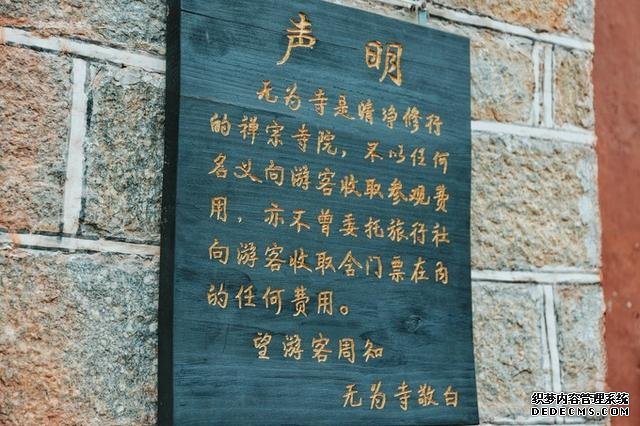 声明
无为寺是清净修行
的禅宗寺院，不以任何
名义向游客收取参观费
用，亦不曾委托旅行社
向游客收取含门票在内
的任何费用。
望游客周知
无为寺敬白
织梦内容管理系统
DEDECMS.COM